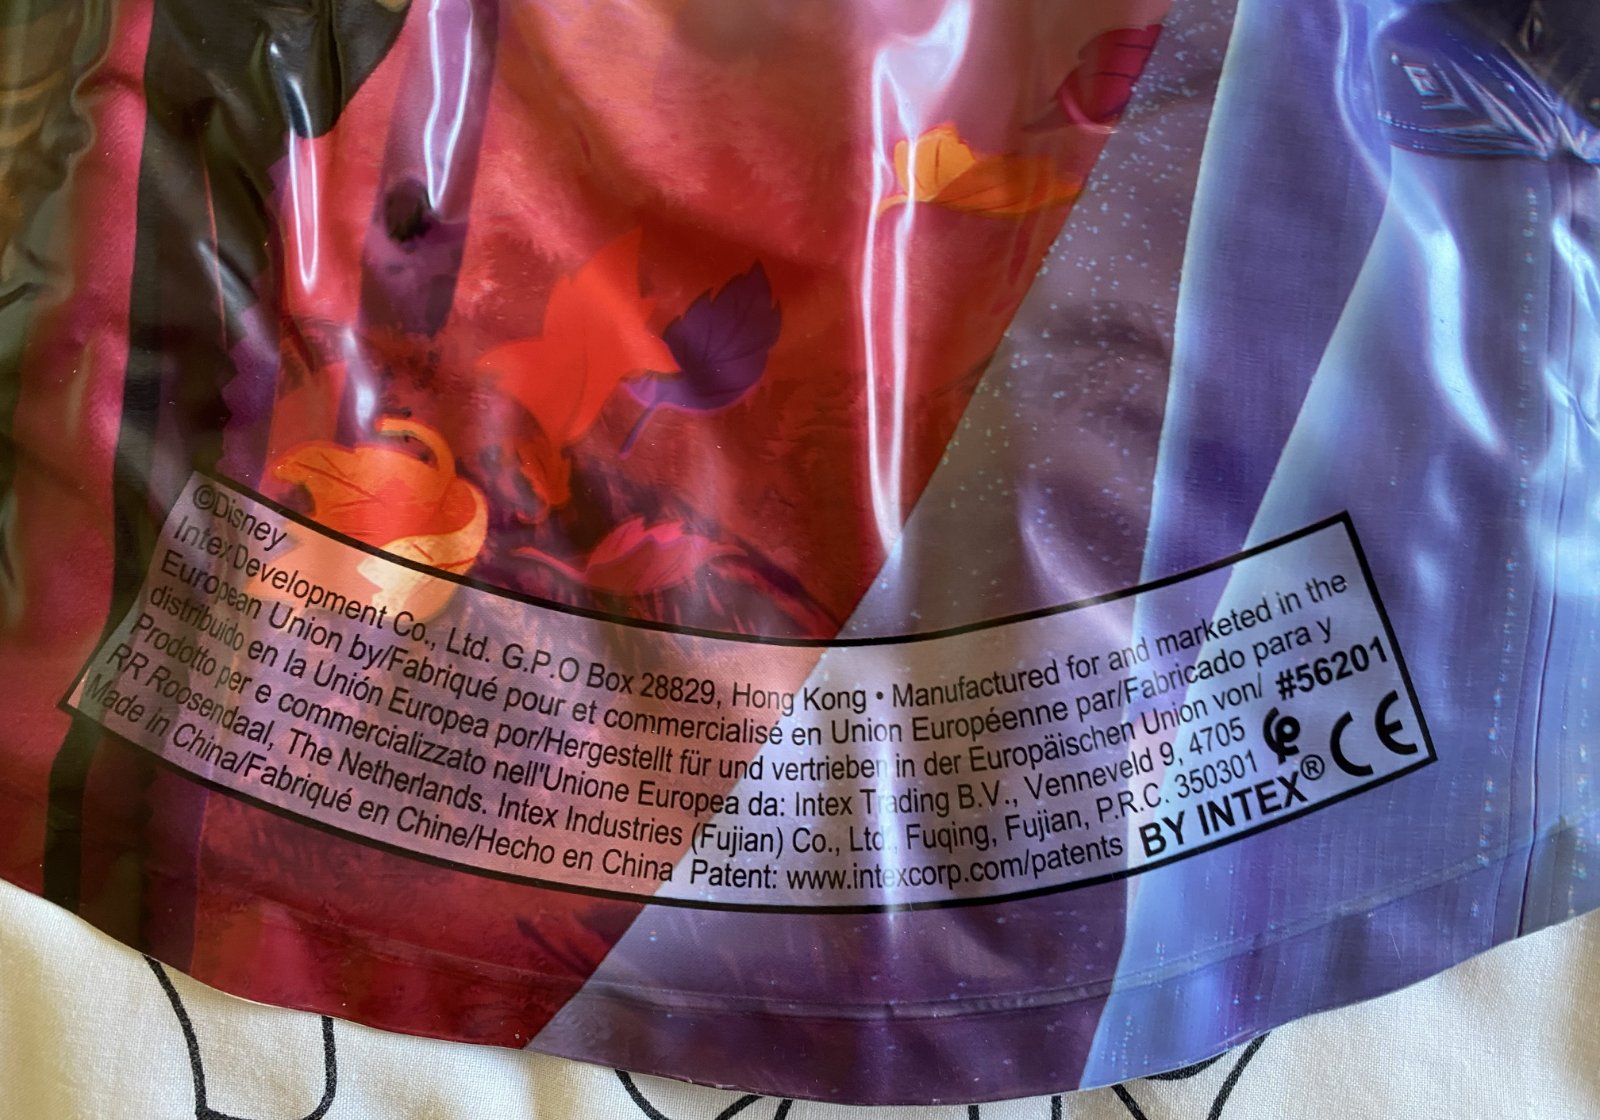 ©Disney
Intex Development Co., Ltd. G.P.O Box 28829, Hong Kong • Manufactured for and marketed in the
European Union by/Fabriqué pour et commercialisé en Union Européenne par/Fabricado para y
distribuido en la Unión Europea por/Hergestellt für und vertrieben in der Europäischen Union von/
Prodotto per e commercializzato nell'Unione Europea da: Intex Trading B.V., Venneveld 9, 4705
RR Roosendaal, The Netherlands. Intex Industries (Fujian) Co., Ltd. Fuqing, Fujian, P.R.C. 350301
Made in China/Fabriqué en Chine/Hecho en China Patent: www.intexcorp.com/patents
#56201
CE
BY INTEX®